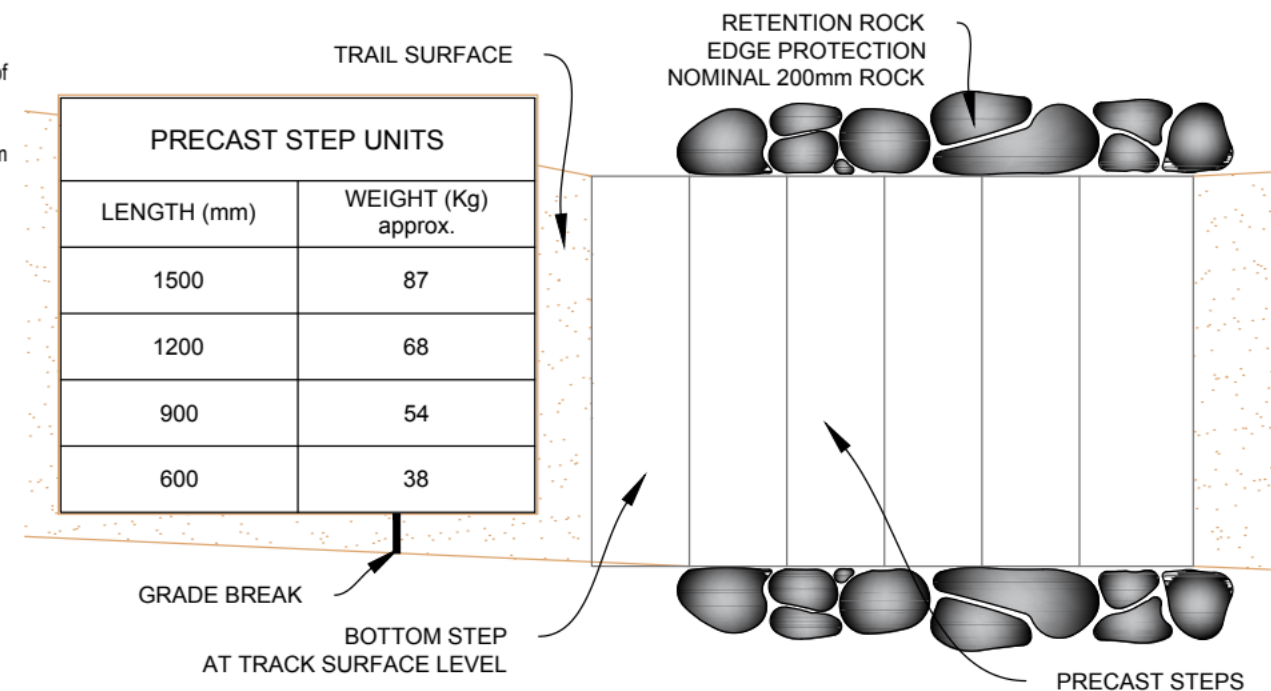 of
m
TRAIL SURFACE
RETENTION ROCK
EDGE PROTECTION
NOMINAL 200mm ROCK
PRECAST STEP UNITS
LENGTH (mm) WEIGHT (Kg) approx.
1500 87
1200 68
900 54
600 38
GRADE BREAK
BOTTOM STEP
AT TRACK SURFACE LEVEL
PRECAST STEPS